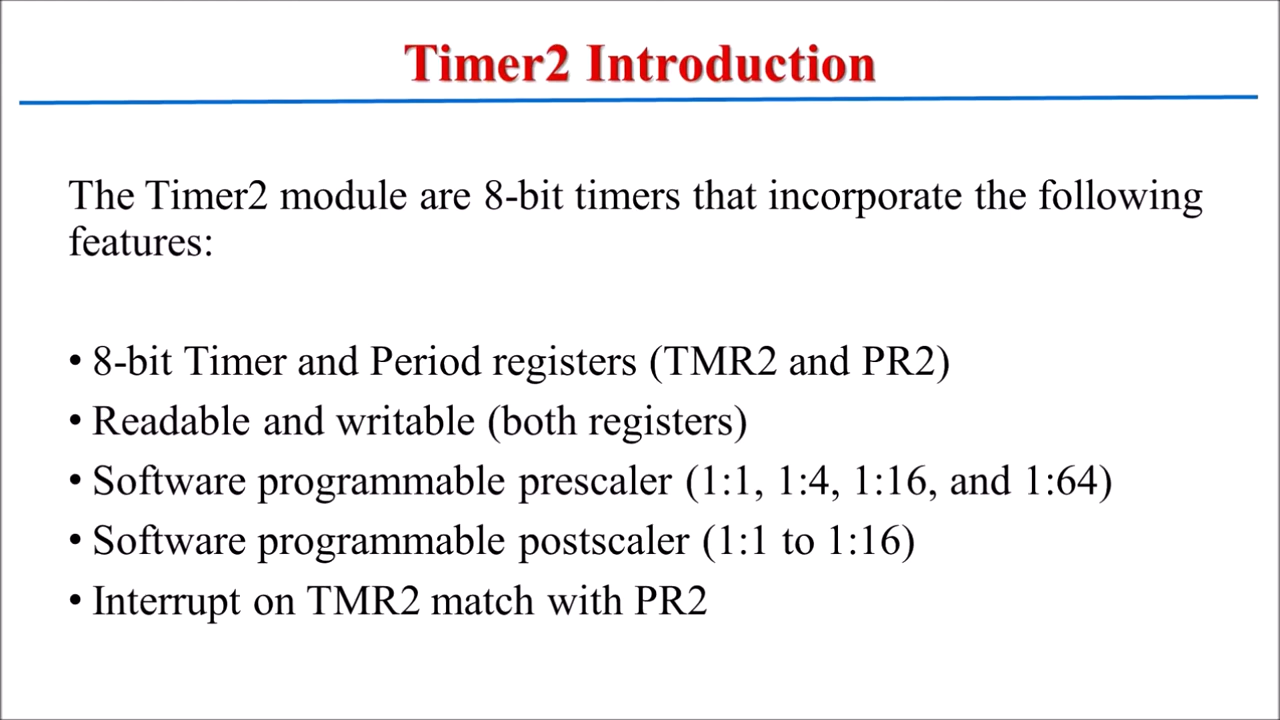 Timer2 Introduction
The Timer2 module are 8-bit timers that incorporate the following
features:
• 8-bit Timer and Period registers (TMR2 and PR2)
• Readable and writable (both registers)
• Software programmable prescaler (1:1, 1:4, 1:16, and 1:64)
• Software programmable postscaler (1:1 to 1:16)
• Interrupt on TMR2 match with PR2